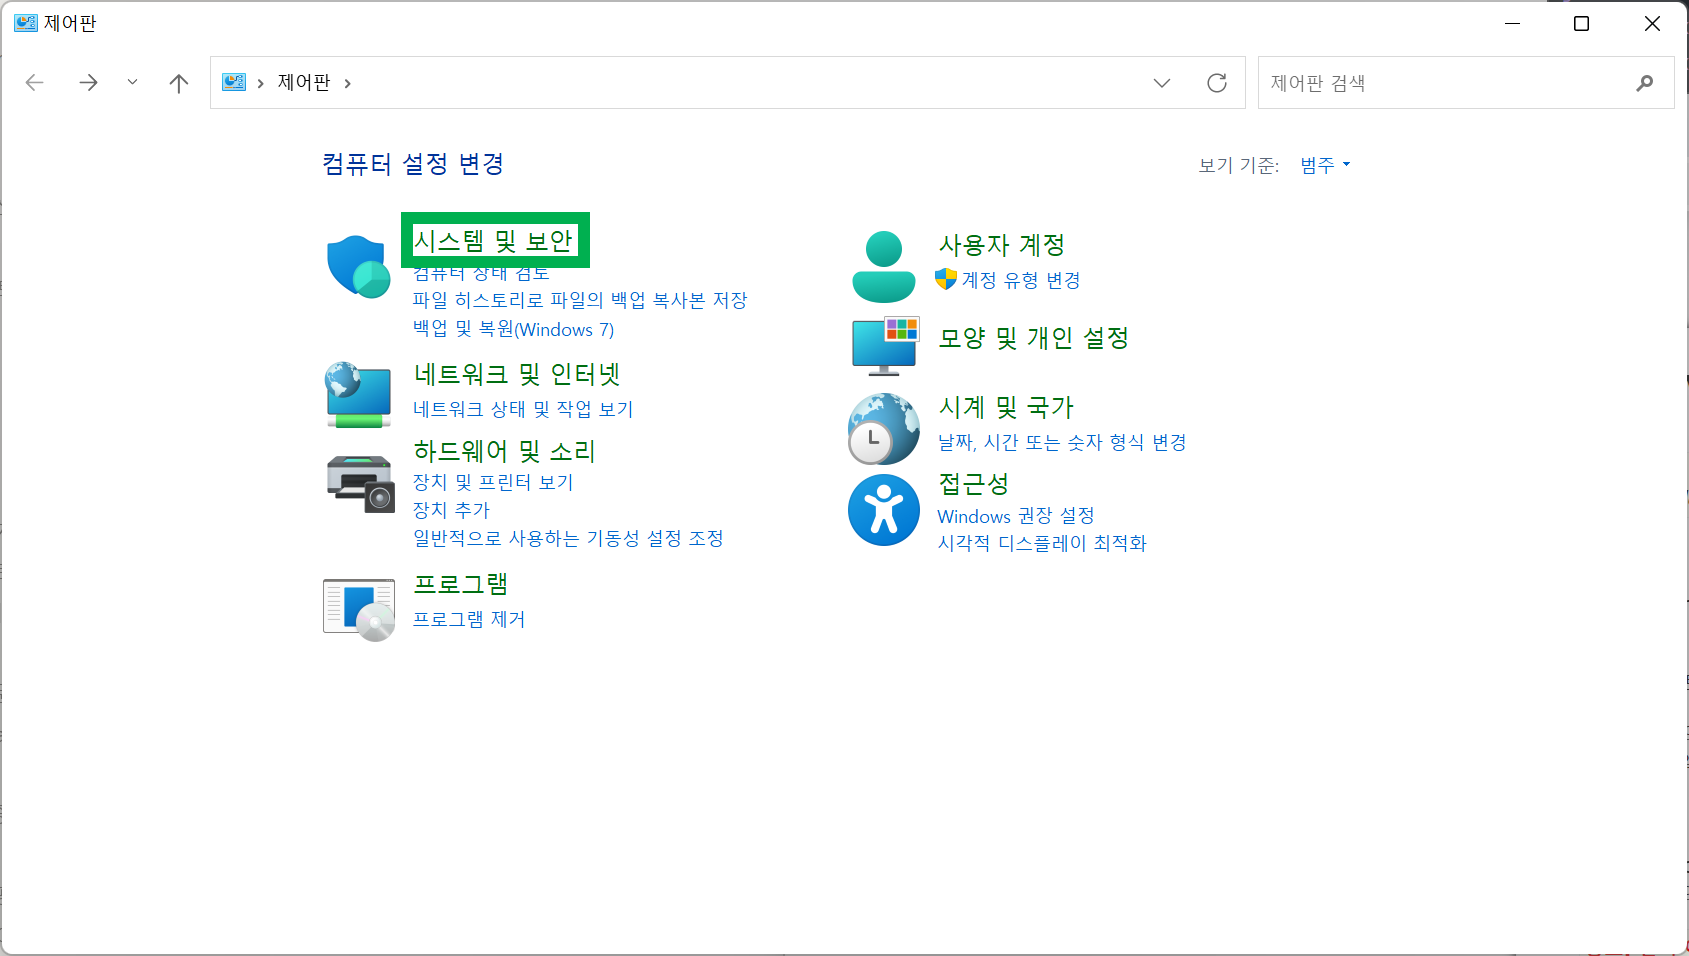 제어판
제어판
제어판 검색
컴퓨터 설정 변경
보기 기준: 범주
시스템 및 보안
컴퓨터 상태 검토
파일 히스토리로 파일의 백업 복사본 저장
백업 및 복원(Windows 7)
네트워크 및 인터넷
네트워크 상태 및 작업 보기
하드웨어 및 소리
장치 및 프린터 보기
장치 추가
일반적으로 사용하는 기동성 설정 조정
프로그램
프로그램 제거
사용자 계정
계정 유형 변경
모양 및 개인 설정
시계 및 국가
날짜, 시간 또는 숫자 형식 변경
접근성
Windows 권장 설정
시각적 디스플레이 최적화